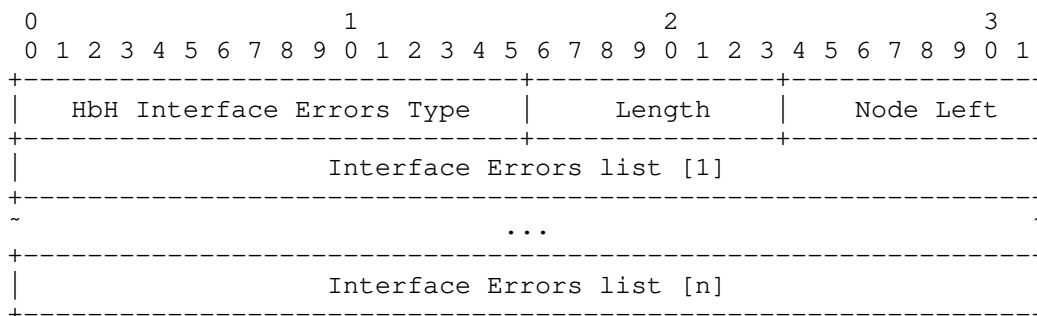 0 1 2 3
0 1 2 3 4 5 6 7 8 9 0 1 2 3 4 5 6 7 8 9 0 1 2 3 4 5 6 7 8 9 0 1
HbH Interface Errors Type | Length | Node Left
Interface Errors list [1]
~ ... ~
Interface Errors list [n]